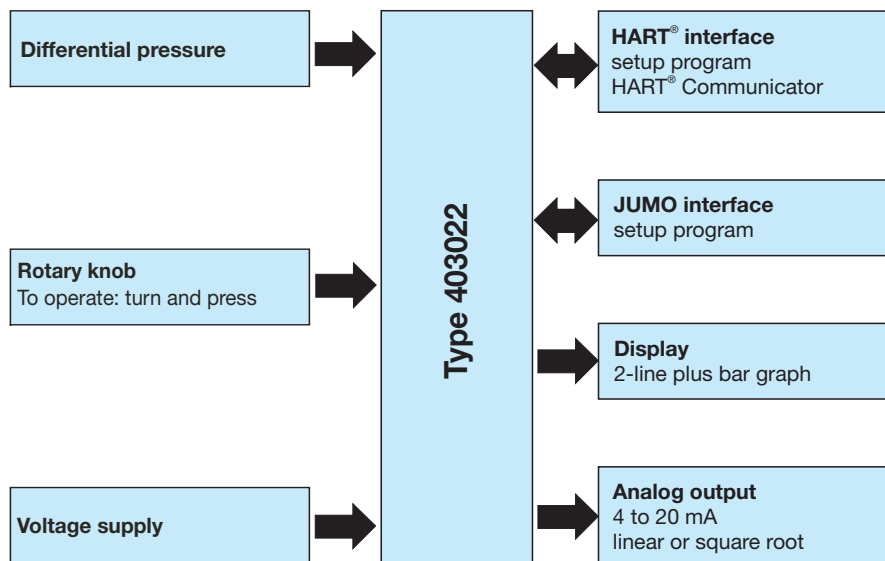 Differential pressure
Rotary knob
To operate: turn and press
Voltage supply
Type 403022
HART® interface
setup program
HART® Communicator
JUMO interface
setup program
Display
2-line plus bar graph
Analog output
4 to 20 mA
linear or square root